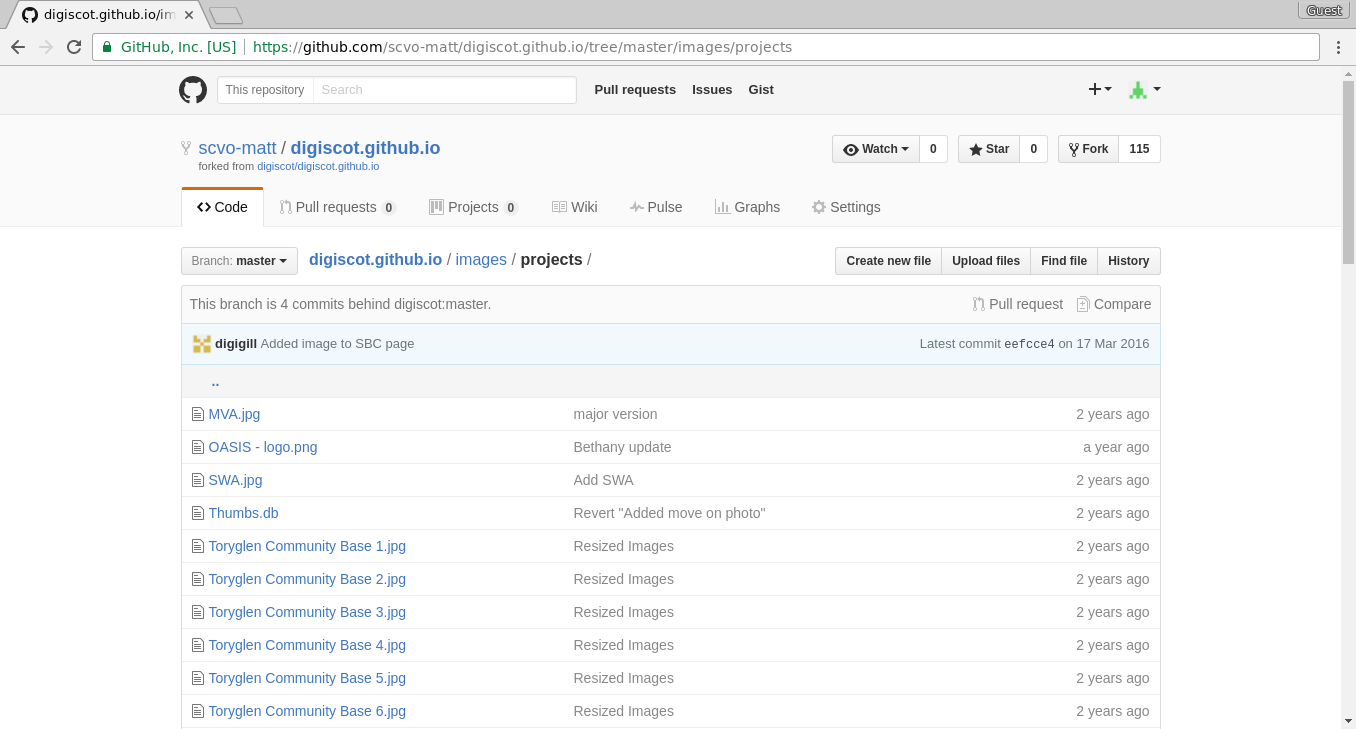 digiscot.github.io/im
Guest
GitHub, Inc. [US] https://github.com/scvo-matt/digiscot.github.io/tree/master/images/projects
This repository Search Pull requests Issues Gist
scvo-matt / digiscot.github.io Watch 0 Star 0 Fork 115
forked from digiscot/digiscot.github.io
Code Pull requests 0 Projects 0 Wiki Pulse Graphs Settings
Branch: master digiscot.github.io / images / projects / Create new file Upload files Find file History
This branch is 4 commits behind digiscot:master. Pull request Compare
digigill Added image to SBC page Latest commit eefcce4 on 17 Mar 2016
..
MVA.jpg major version 2 years ago
OASIS - logo.png Bethany update a year ago
SWA.jpg Add SWA 2 years ago
Thumbs.db Revert "Added move on photo" 2 years ago
Toryglen Community Base 1.jpg Resized Images 2 years ago
Toryglen Community Base 2.jpg Resized Images 2 years ago
Toryglen Community Base 3.jpg Resized Images 2 years ago
Toryglen Community Base 4.jpg Resized Images 2 years ago
Toryglen Community Base 5.jpg Resized Images 2 years ago
Toryglen Community Base 6.jpg Resized Images 2 years ago